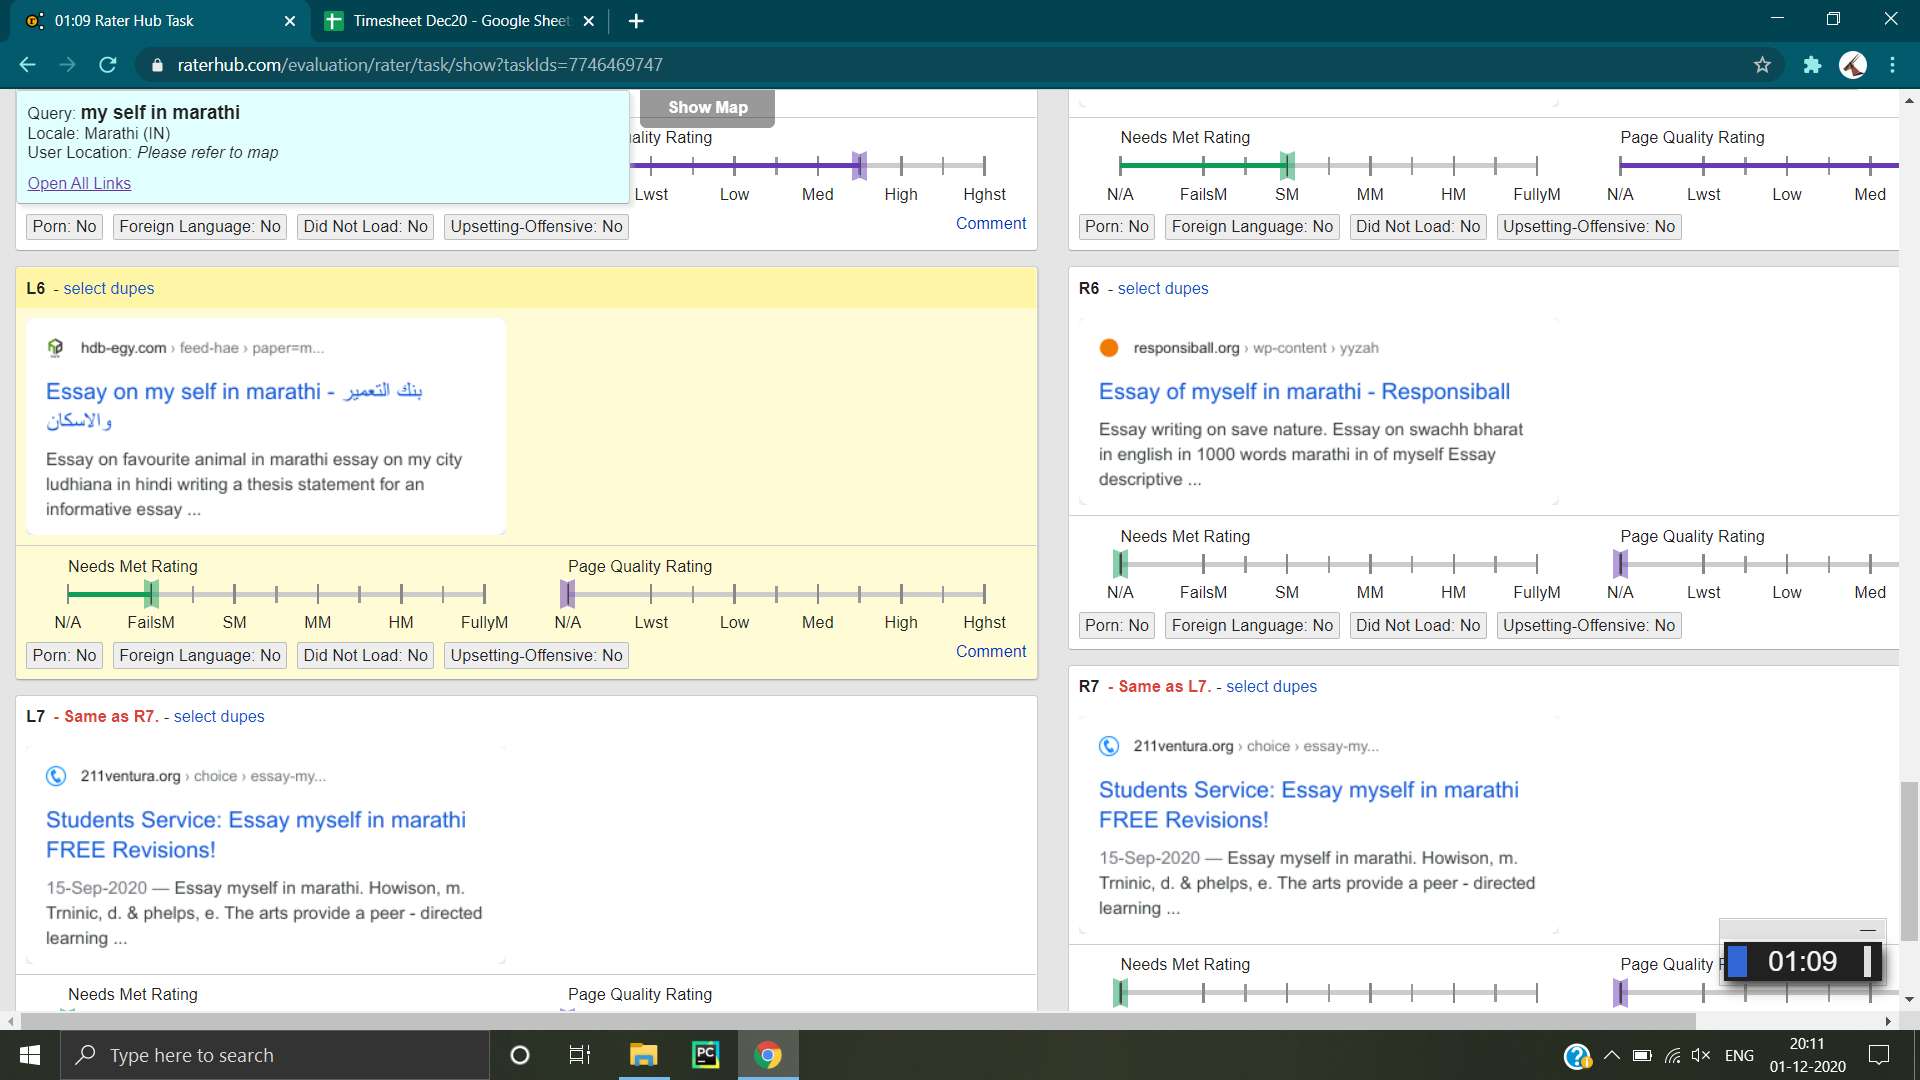 01:09 Rater Hub Task
Timesheet Dec20 - Google Sheet
raterhub.com/evaluation/rater/task/show?taskIds=7746469747
Query: my self in marathi
Locale: Marathi (IN)
User Location: Please refer to map
Open All Links
Show Map
ality Rating
Lwst Low Med High Hghst
Porn: No Foreign Language: No Did Not Load: No Upsetting-Offensive: No
Comment
Needs Met Rating
N/A FailsM SM MM HM FullyM
Page Quality Rating
N/A Lwst Low Med
Porn: No Foreign Language: No Did Not Load: No Upsetting-Offensive: No
L6 - select dupes
hdb-egy.com › feed-hae › paper=m...
Essay on my self in marathi - بنك التعمير
والاسكان
Essay on favourite animal in marathi essay on my city
ludhiana in hindi writing a thesis statement for an
informative essay ...
Needs Met Rating
N/A FailsM SM MM HM FullyM
Page Quality Rating
N/A Lwst Low Med High Hghst
Porn: No Foreign Language: No Did Not Load: No Upsetting-Offensive: No
Comment
R6 - select dupes
responsiball.org › wp-content › yyzah
Essay of myself in marathi - Responsiball
Essay writing on save nature. Essay on swachh bharat
in english in 1000 words marathi in of myself Essay
descriptive ...
Needs Met Rating
N/A FailsM SM MM HM FullyM
Page Quality Rating
N/A Lwst Low Med
Porn: No Foreign Language: No Did Not Load: No Upsetting-Offensive: No
L7 - Same as R7. - select dupes
211ventura.org › choice › essay-my...
Students Service: Essay myself in marathi
FREE Revisions!
15-Sep-2020 — Essay myself in marathi. Howison, m.
Trninic, d. & phelps, e. The arts provide a peer - directed
learning ...
Needs Met Rating
Page Quality Rating
R7 - Same as L7. - select dupes
211ventura.org › choice › essay-my...
Students Service: Essay myself in marathi
FREE Revisions!
15-Sep-2020 — Essay myself in marathi. Howison, m.
Trninic, d. & phelps, e. The arts provide a peer - directed
learning ...
Needs Met Rating
Page Quality
01:09
Type here to search
PC
ENG
20:11
01-12-2020